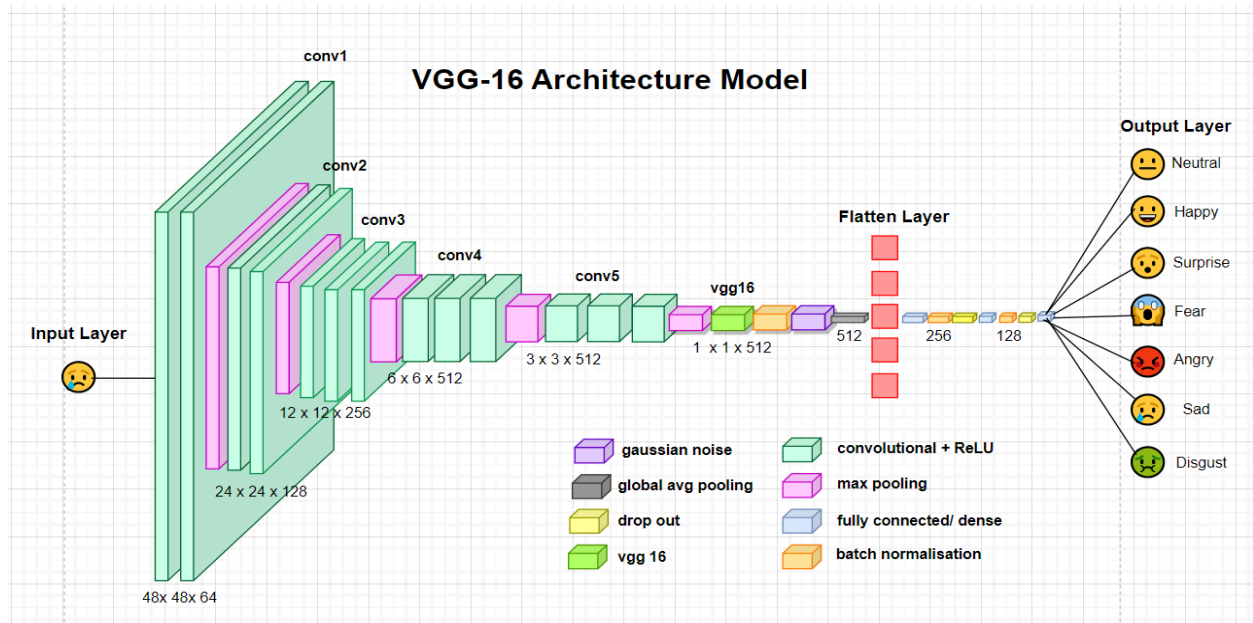 VGG-16 Architecture Model
conv1
conv2
conv3
conv4
conv5
vgg16
Flatten Layer
Output Layer
Input Layer
Neutral
Happy
Surprise
Fear
Angry
Sad
Disgust
48x 48x 64
24 x 24 x 128
12 x 12 x 256
6 x 6 x 512
3 x 3 x 512
1 x 1 x 512
512
256
128
gaussian noise
global avg pooling
drop out
vgg 16
convolutional + ReLU
max pooling
fully connected/ dense
batch normalisation